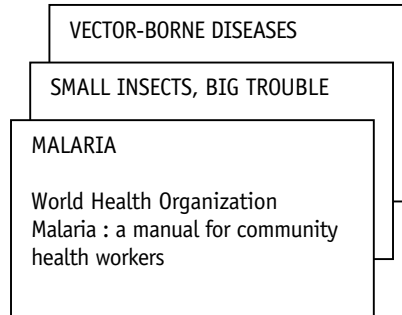 VECTOR-BORNE DISEASES
SMALL INSECTS, BIG TROUBLE
MALARIA
World Health Organization
Malaria : a manual for community
health workers